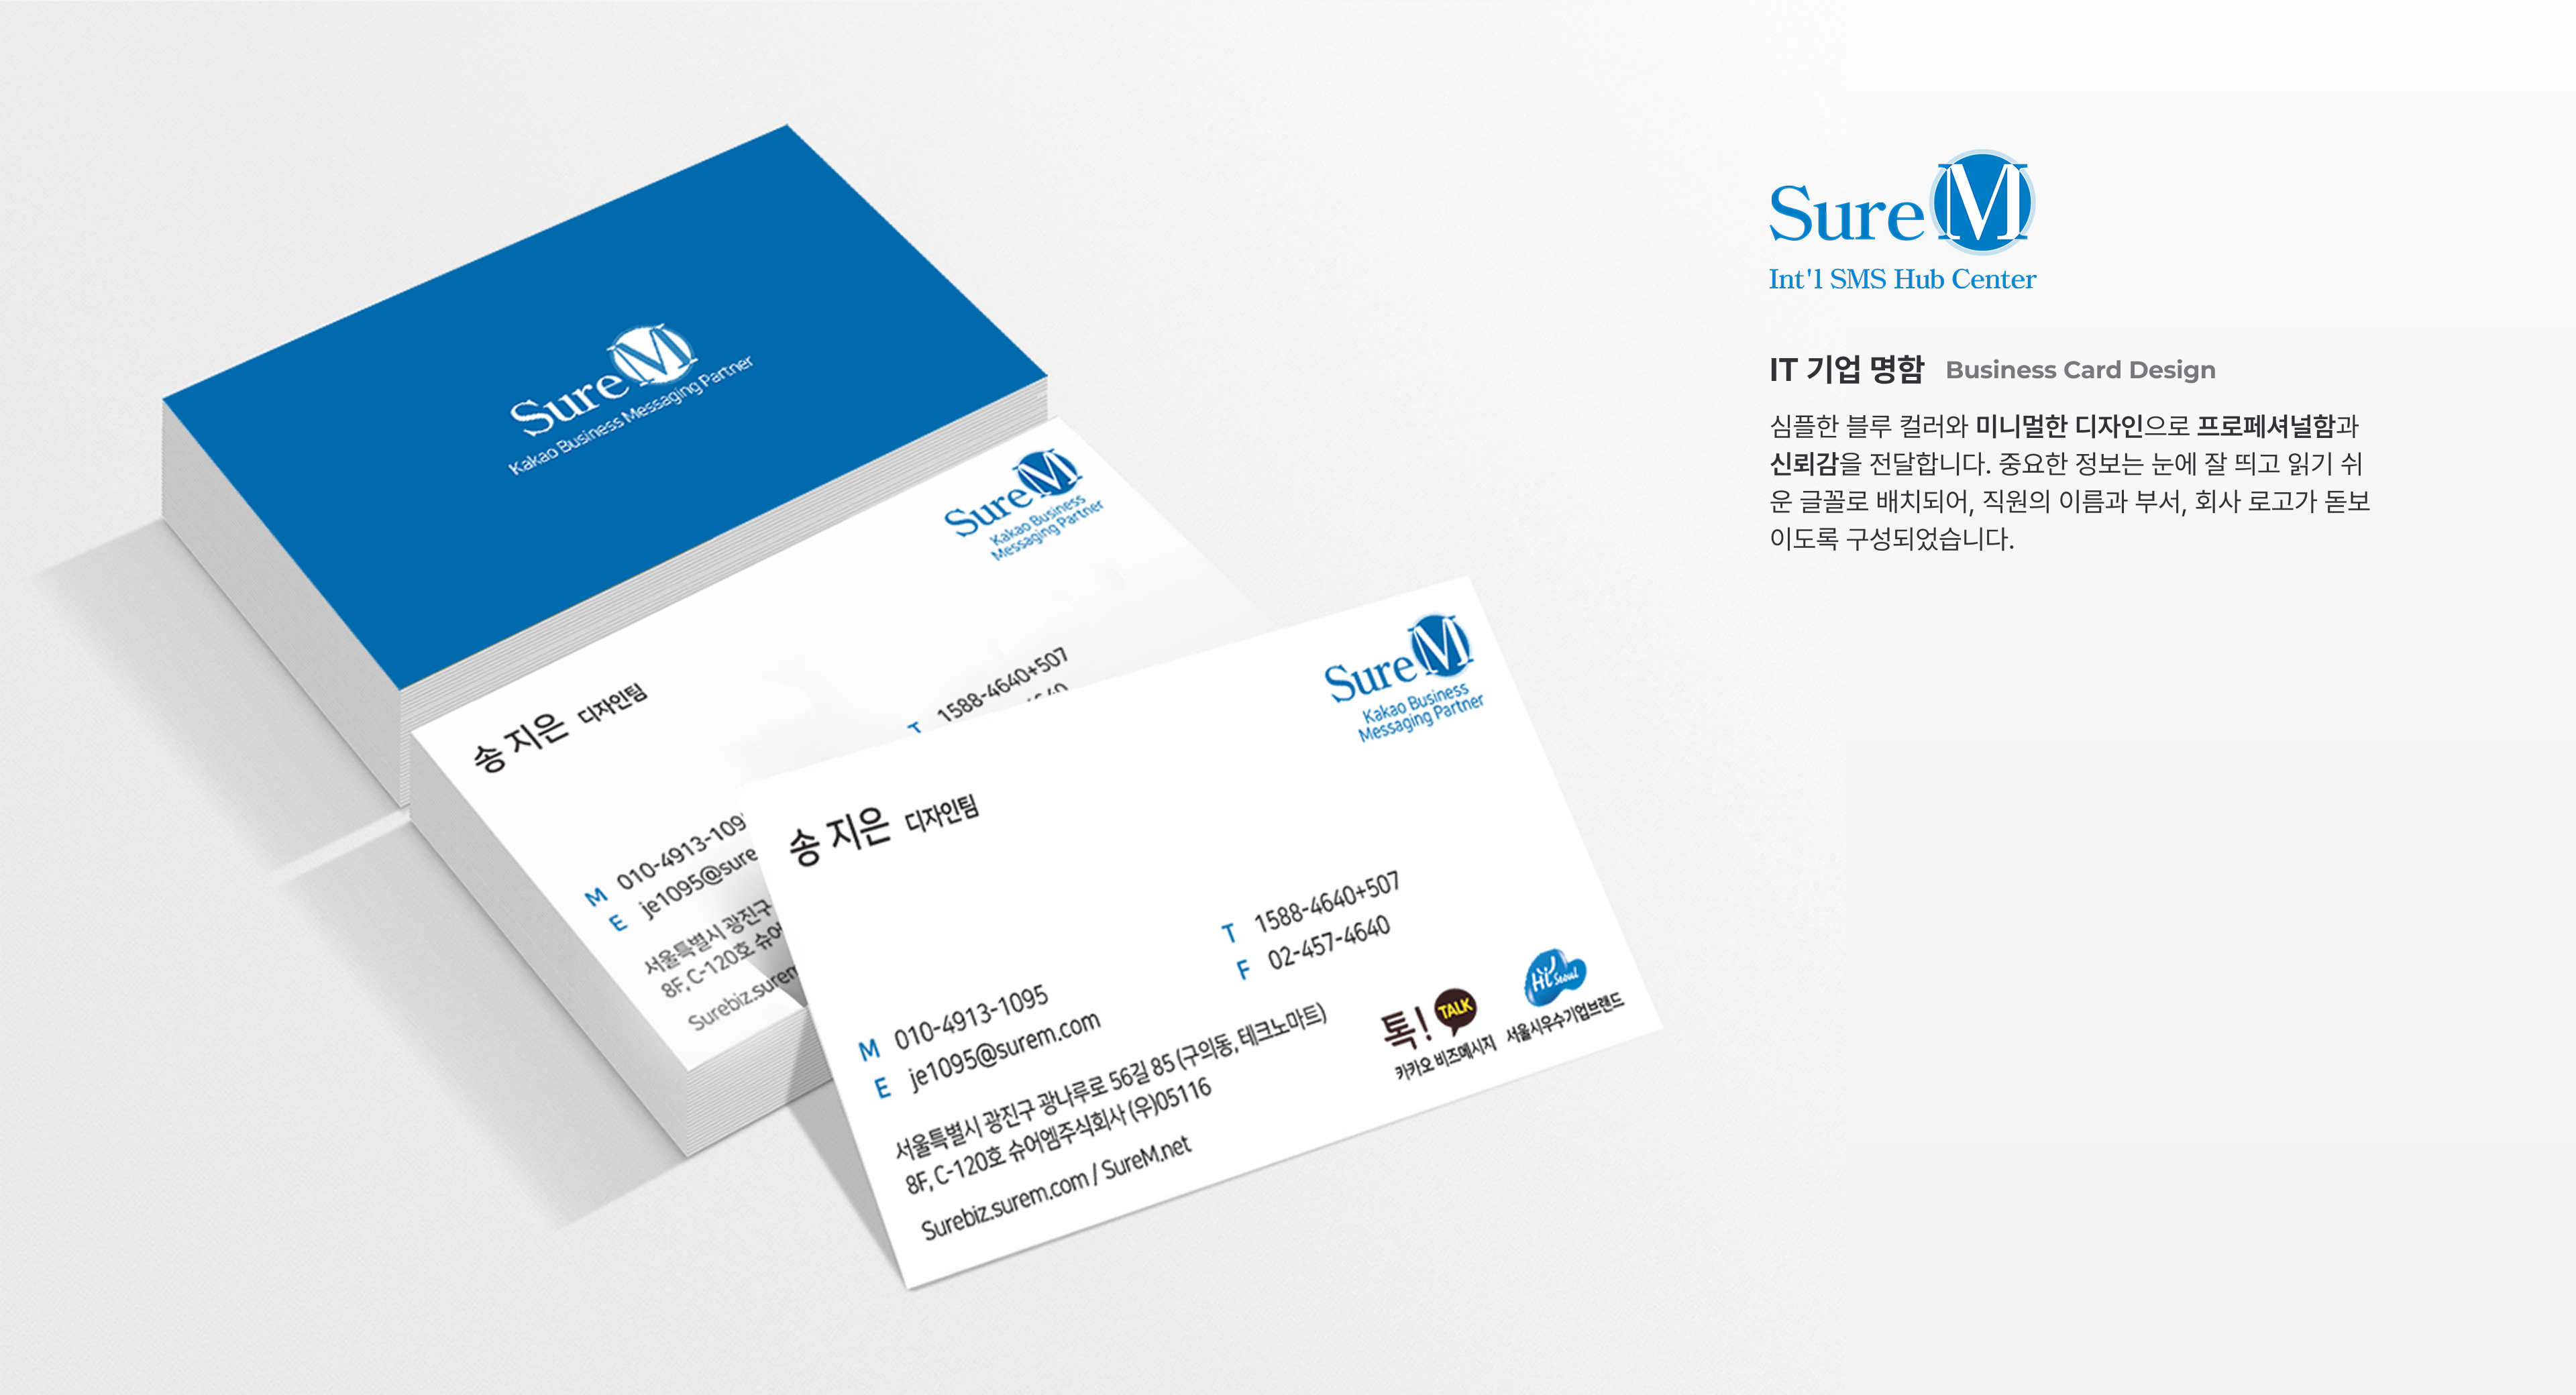 Sure M
Int'l SMS Hub Center
IT 기업 명함 Business Card Design
심플한 블루 컬러와 미니멀한 디자인으로 프로페셔널함과
신뢰감을 전달합니다. 중요한 정보는 눈에 잘 띄고 읽기 쉬
운 글꼴로 배치되어, 직원의 이름과 부서, 회사 로고가 돋보
이도록 구성되었습니다.
Sure M
Kakao Business Messaging Partner
Sure M
Kakao Business
Messaging Partner
송 지은 디자인팀
T 1588-4640+507
M 010-4913-109
E je1095@sure
서울특별시 광진구
8F, C-120호 슈어
Surebiz.surem
Sure M
Kakao Business
Messaging Partner
송 지은 디자인팀
T 1588-4640+507
F 02-457-4640
M 010-4913-1095
E je1095@surem.com
서울특별시 광진구 광나루로 56길 85 (구의동, 테크노마트)
8F, C-120호 슈어엠주식회사 (우)05116
Surebiz.surem.com / SureM.net
톡! TALK
카카오 비즈메시지
Hi Seoul
서울시우수기업브랜드